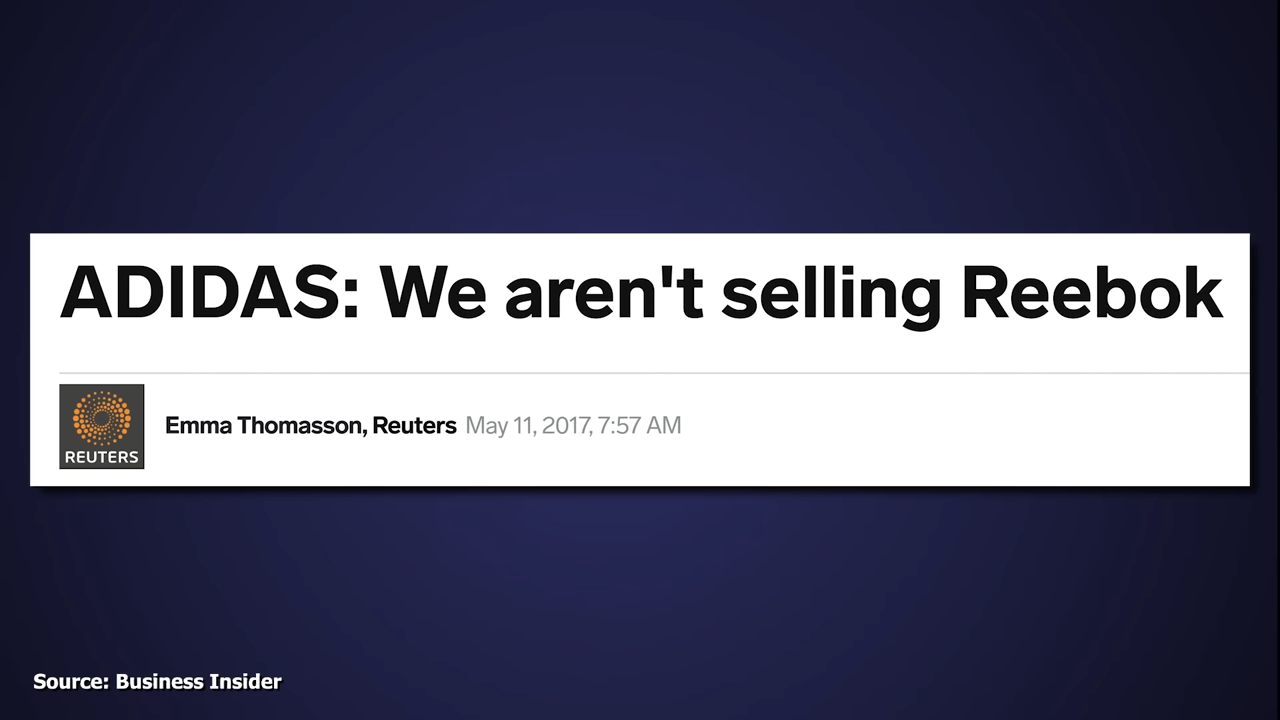 ADIDAS: We aren't selling Reebok
REUTERS
Emma Thomasson, Reuters May 11, 2017, 7:57 AM
Source: Business Insider